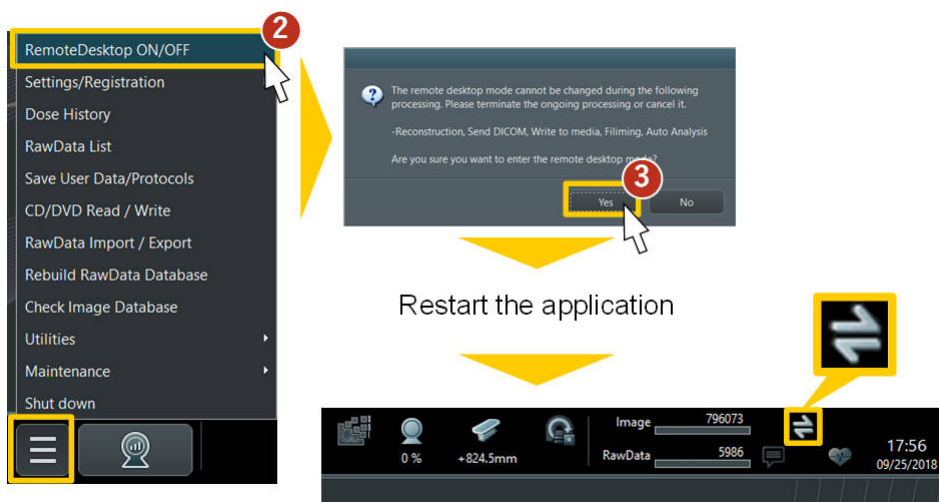 2
RemoteDesktop ON/OFF
Settings/Registration
Dose History
RawData List
Save User Data/Protocols
CD/DVD Read / Write
RawData Import / Export
Rebuild RawData Database
Check Image Database
Utilities
Maintenance
Shut down
The remote desktop mode cannot be changed during the following
processing. Please terminate the ongoing processing or cancel it.
-Reconstruction, Send DICOM, Write to media, Filiming, Auto Analysis
Are you sure you want to enter the remote desktop mode?
3
Yes
No
Restart the application
0 %
+824.5mm
Image 796073
RawData 5986
17:56
09/25/2018